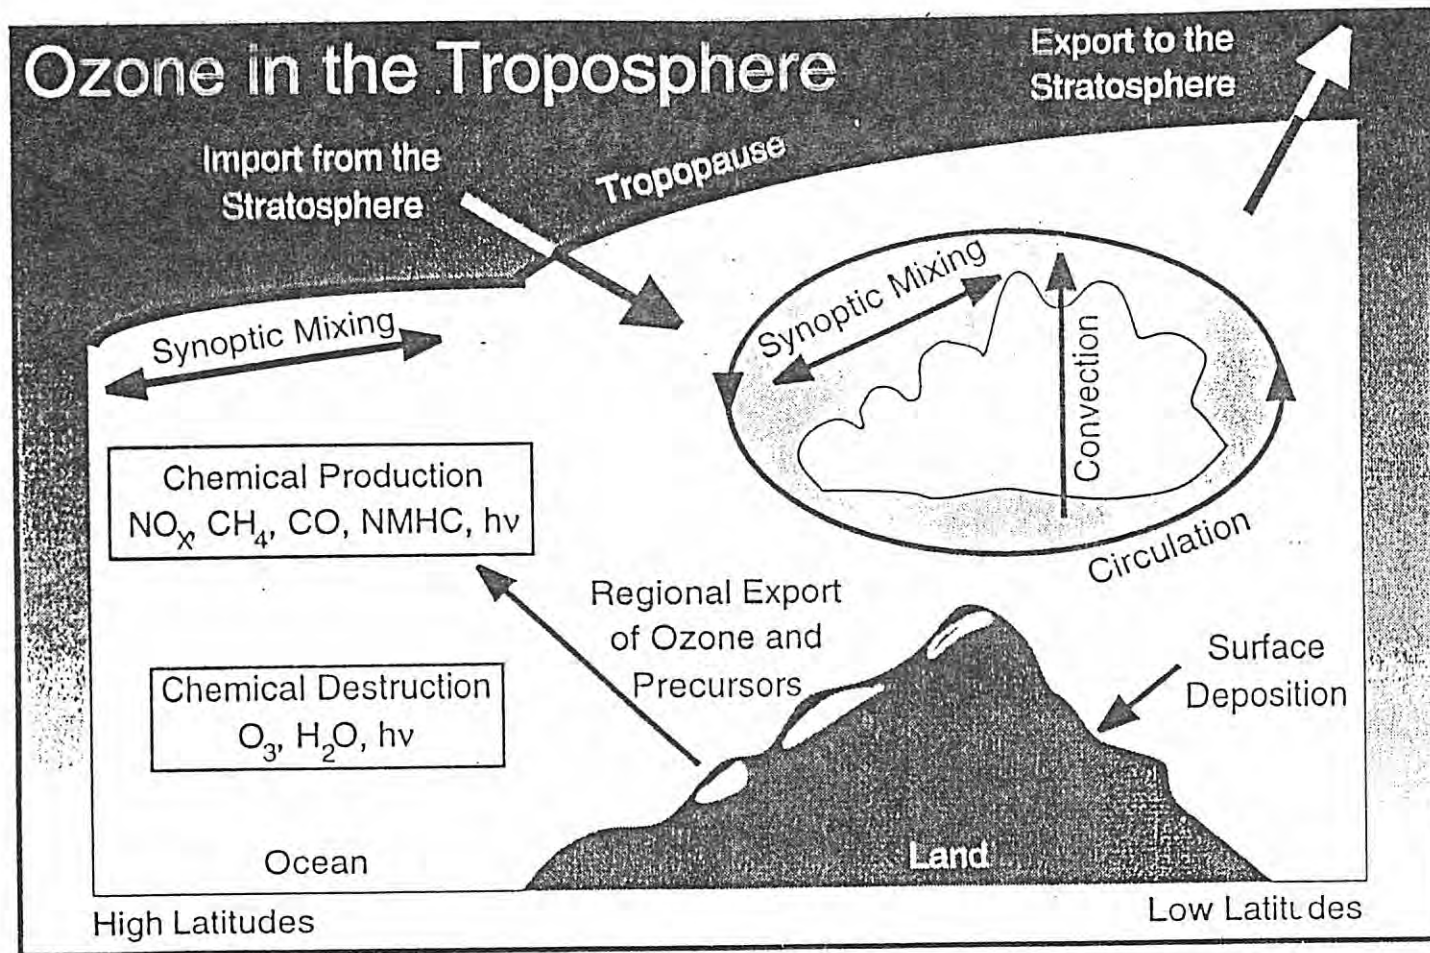 Ozone in the Troposphere
Export to the
Stratosphere
Import from the
Stratosphere
Tropopause
Synoptic Mixing
Synoptic Mixing
Convection
Circulation
Chemical Production
NOₓ, CH₄, CO, NMHC, hν
Regional Export
of Ozone and
Precursors
Surface
Deposition
Chemical Destruction
O₃, H₂O, hν
Ocean
Land
High Latitudes
Low Latitudes